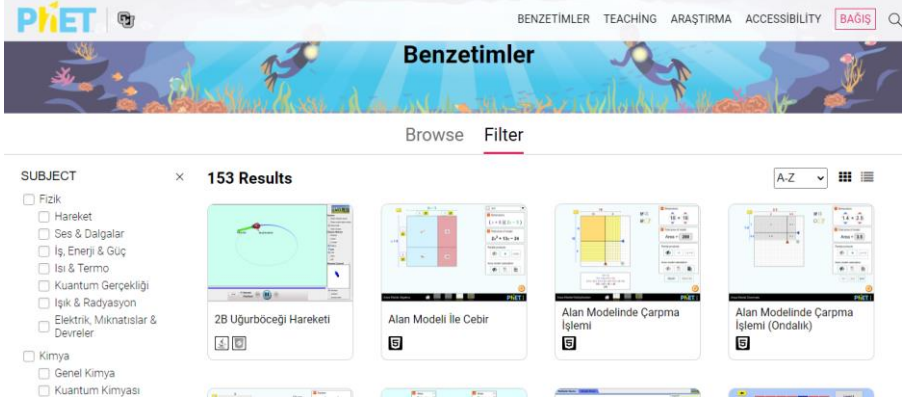 PhET
BENZETİMLER TEACHİNG ARAŞTIRMA ACCESSİBİLİTY BAĞIŞ
Benzetimler
Browse Filter
SUBJECT
153 Results
A-Z
Fizik
Hareket
Ses & Dalgalar
İş, Enerji & Güç
Isı & Termo
Kuantum Gerçekliği
Işık & Radyasyon
Elektrik, Mıknatıslar &
Devreler
Kimya
Genel Kimya
Kuantum Kimyası
2B Uğurböceği Hareketi
Alan Modeli İle Cebir
Alan Modelinde Çarpma
İşlemi
Alan Modelinde Çarpma
İşlemi (Ondalık)